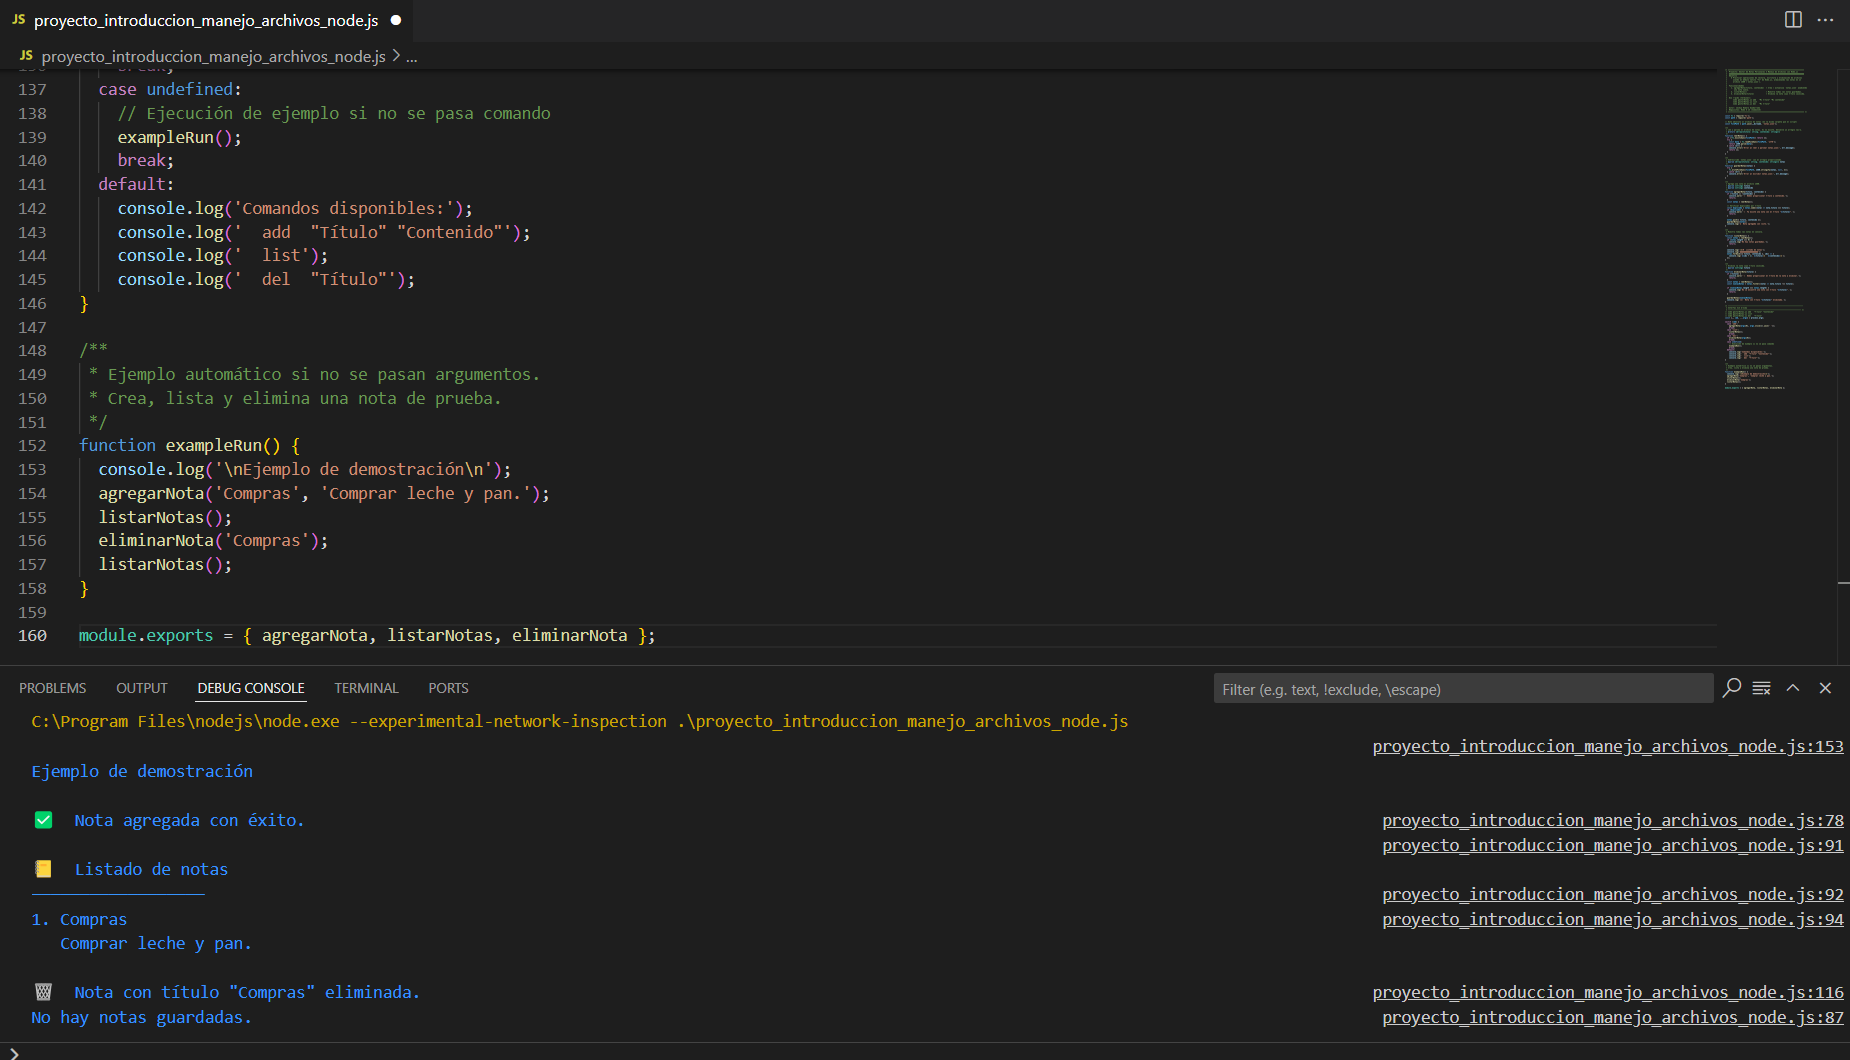 JS proyecto_introduccion_manejo_archivos_node.js
JS proyecto_introduccion_manejo_archivos_node.js > ...
137 case undefined:
138 // Ejecución de ejemplo si no se pasa comando
139 exampleRun();
140 break;
141 default:
142 console.log('Comandos disponibles:');
143 console.log('  add  "Título" "Contenido"');
144 console.log('  list');
145 console.log('  del  "Título"');
146 }
147
148 /**
149 * Ejemplo automático si no se pasan argumentos.
150 * Crea, lista y elimina una nota de prueba.
151 */
152 function exampleRun() {
153 console.log('\nEjemplo de demostración\n');
154 agregarNota('Compras', 'Comprar leche y pan.');
155 listarNotas();
156 eliminarNota('Compras');
157 listarNotas();
158 }
159
160 module.exports = { agregarNota, listarNotas, eliminarNota };
PROBLEMS OUTPUT DEBUG CONSOLE TERMINAL PORTS Filter (e.g. text, !exclude, \escape)
C:\Program Files\nodejs\node.exe --experimental-network-inspection .\proyecto_introduccion_manejo_archivos_node.js
proyecto_introduccion_manejo_archivos_node.js:153
Ejemplo de demostración
✅ Nota agregada con éxito. proyecto_introduccion_manejo_archivos_node.js:78
proyecto_introduccion_manejo_archivos_node.js:91
📒 Listado de notas
proyecto_introduccion_manejo_archivos_node.js:92
1. Compras proyecto_introduccion_manejo_archivos_node.js:94
Comprar leche y pan.
🗑 Nota con título "Compras" eliminada. proyecto_introduccion_manejo_archivos_node.js:116
No hay notas guardadas. proyecto_introduccion_manejo_archivos_node.js:87